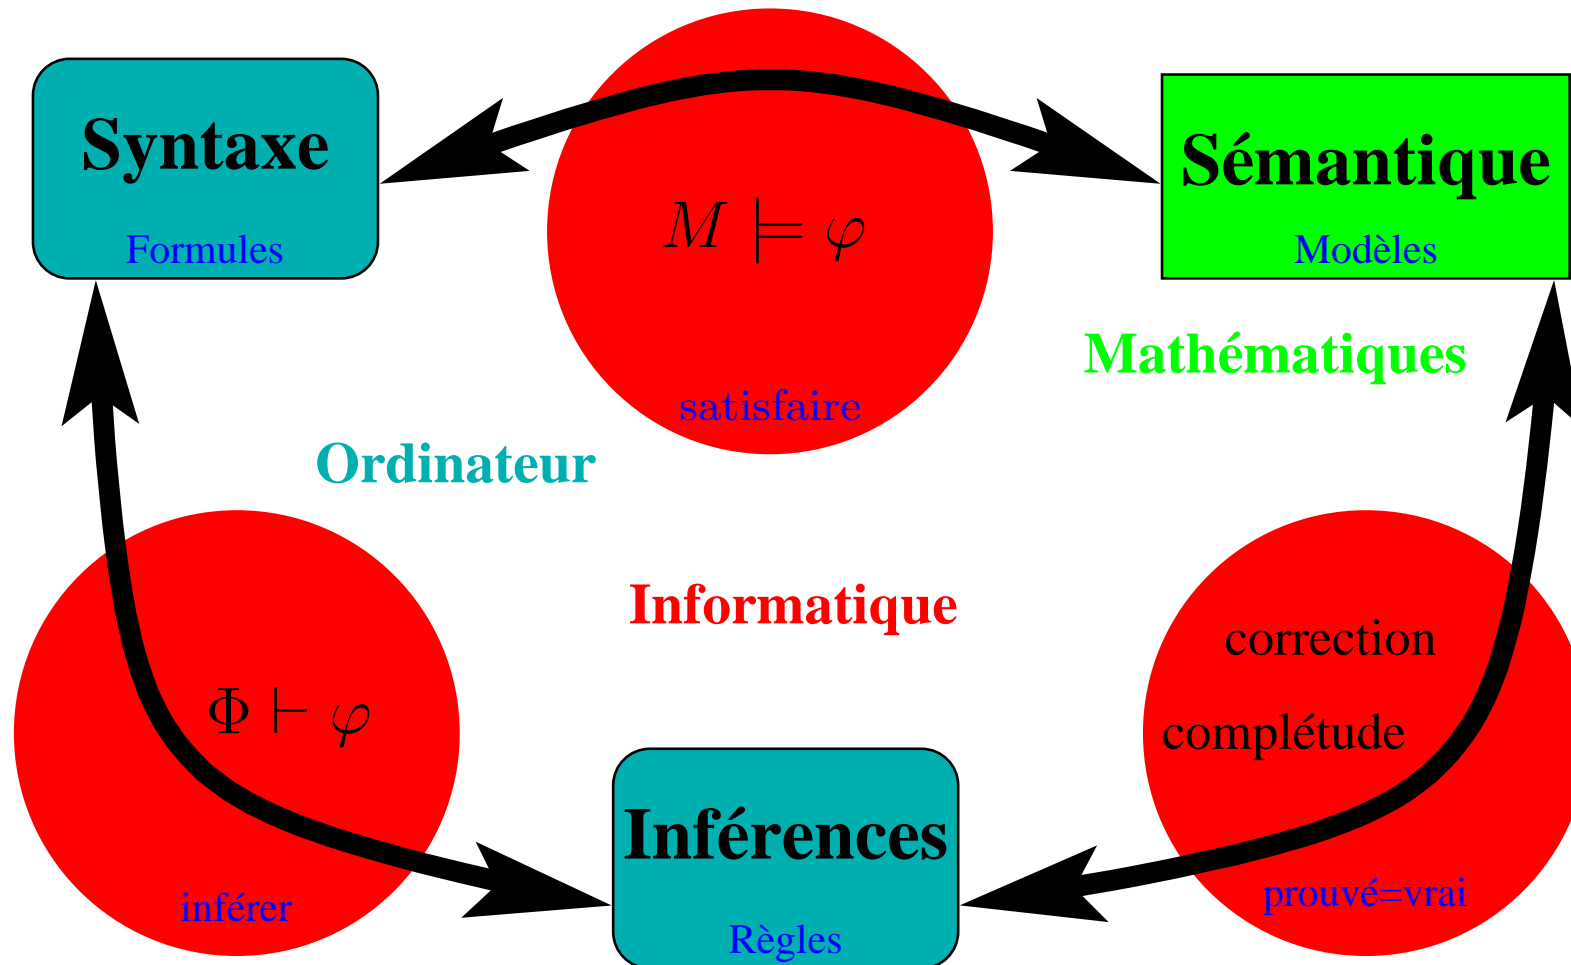 Syntaxe
Formules
M ⊨ φ
satisfaire
Sémantique
Modèles
Mathématiques
Ordinateur
Informatique
Φ ⊢ φ
inférer
correction
complétude
prouvé=vrai
Inférences
Règles